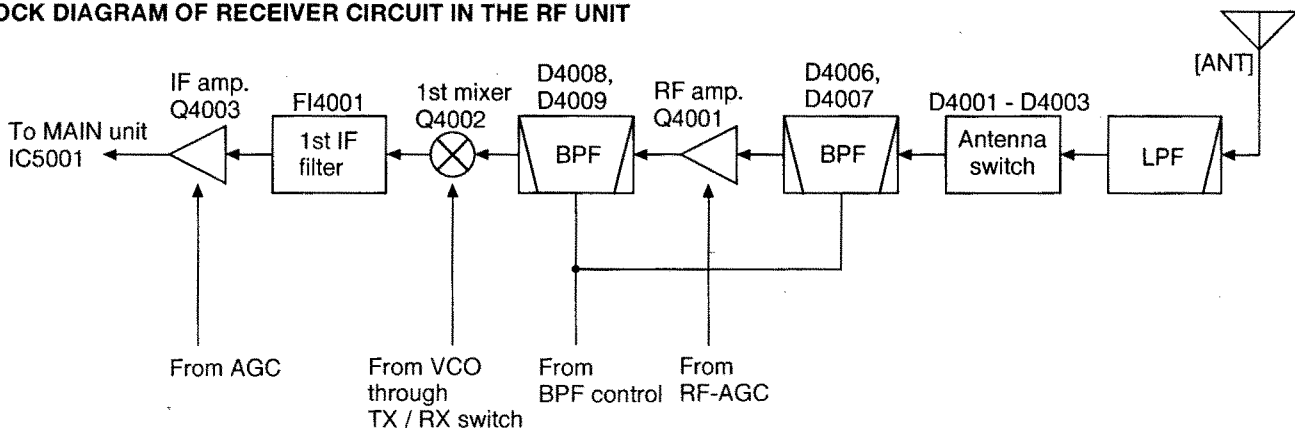 OCK DIAGRAM OF RECEIVER CIRCUIT IN THE RF UNIT
[ANT]
IF amp.
Q4003
FI4001
1st mixer
Q4002
D4008,
D4009
RF amp.
Q4001
D4006,
D4007
D4001 - D4003
To MAIN unit
IC5001
1st IF
filter
BPF
BPF
Antenna
switch
LPF
From AGC
From VCO
through
TX / RX switch
From
BPF control
From
RF-AGC